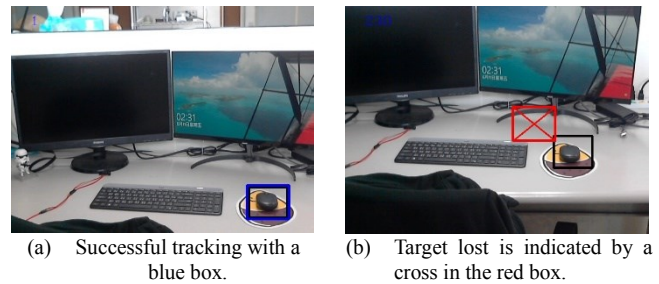 1
02:31
02:31
(a) Successful tracking with a
blue box.
(b) Target lost is indicated by a
cross in the red box.